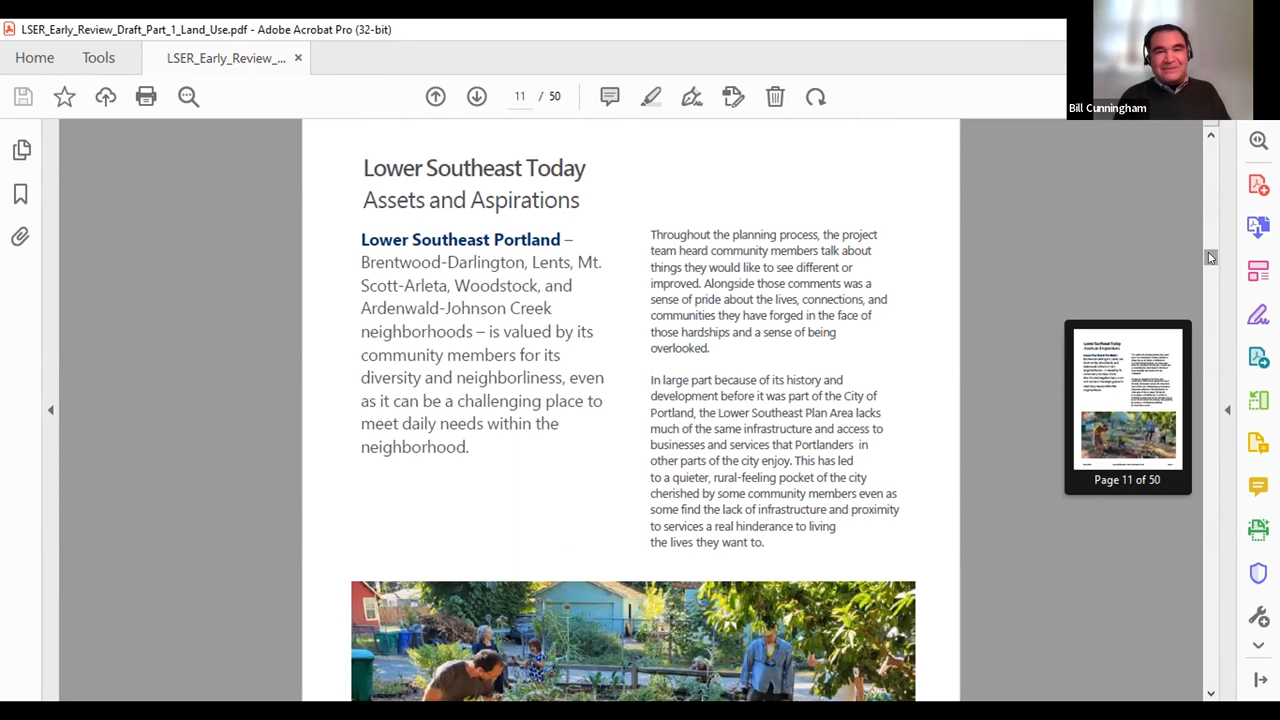 LSER_Early_Review_Draft_Part_1_Land_Use.pdf - Adobe Acrobat Pro (32-bit)
Home
Tools
LSER_Early_Review_...
11 / 50
Bill Cunningham
Lower Southeast Today
Assets and Aspirations
Lower Southeast Portland –
Brentwood-Darlington, Lents, Mt.
Scott-Arleta, Woodstock, and
Ardenwald-Johnson Creek
neighborhoods – is valued by its
community members for its
diversity and neighborliness, even
as it can be challenging place to
meet daily needs within the
neighborhood.
Throughout the planning process, the project
team heard community members talk about
things they would like to see different or
improved. Alongside those comments was a
sense of pride about the lives, connections, and
communities they have forged in the face of
those hardships and a sense of being
overlooked.
In large part because of its history and
development before it was part of the City of
Portland, the Lower Southeast Plan Area lacks
much of the same infrastructure and access to
businesses and services that Portlanders in
other parts of the city enjoy. This has led
to a quieter, rural-feeling pocket of the city
cherished by some community members even as
some find the lack of infrastructure and proximity
to services a real hinderance to living
the lives they want to.
Lower Southeast Today
Assets and Aspirations
Page 11 of 50